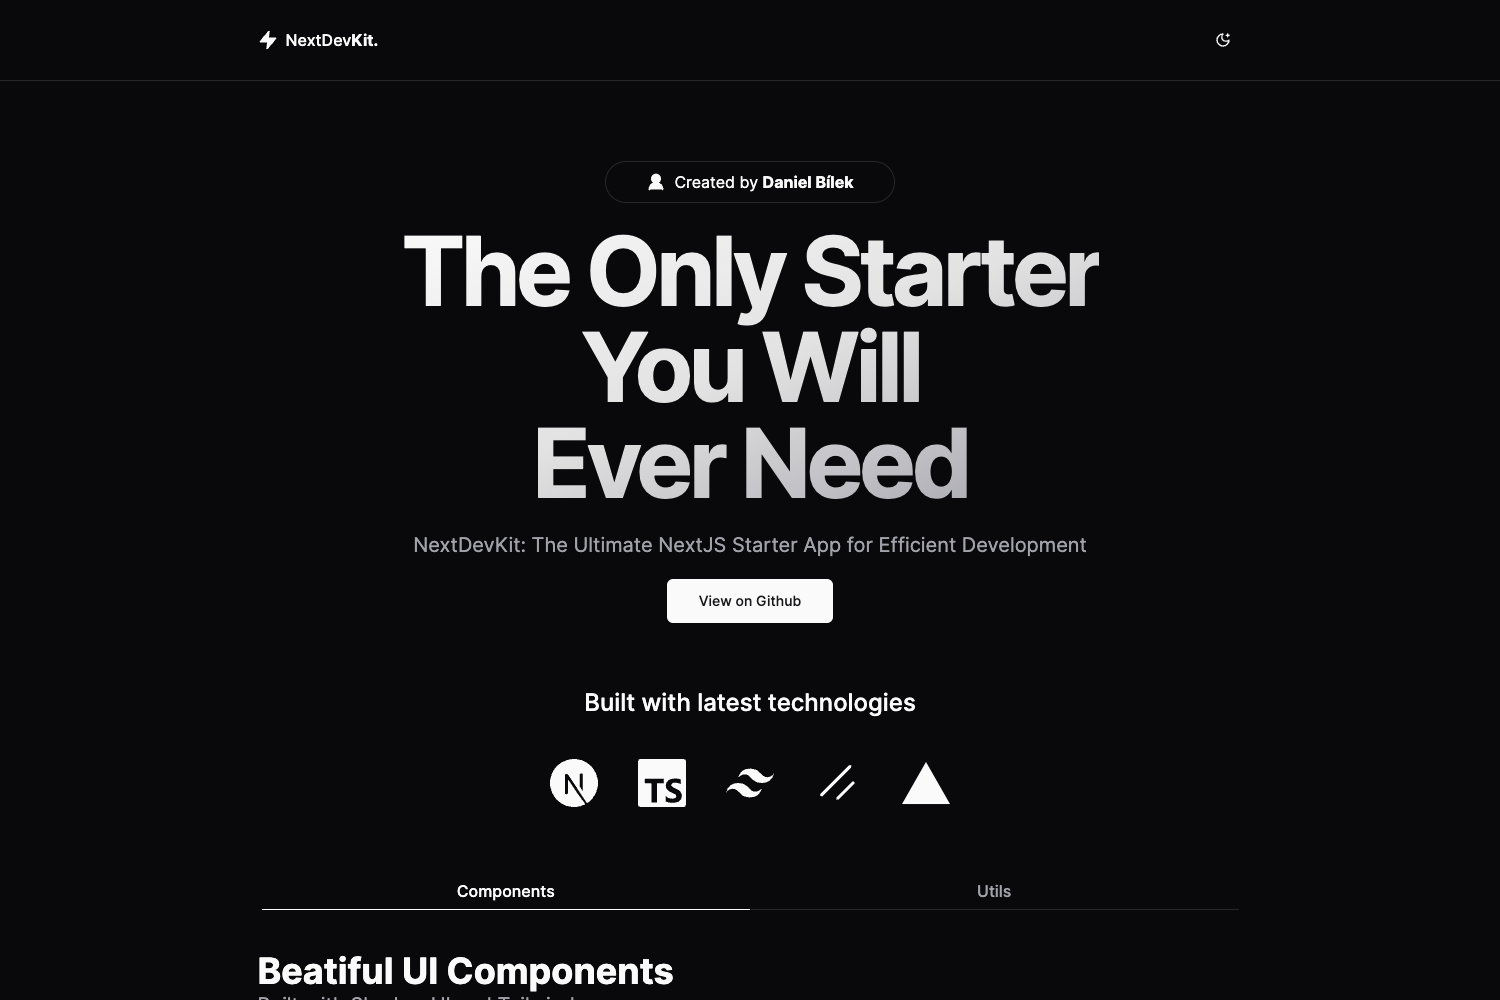 NextDevKit.
Created by Daniel Bílek
The Only Starter
You Will
Ever Need
NextDevKit: The Ultimate NextJS Starter App for Efficient Development
View on Github
Built with latest technologies
N TS
Components Utils
Beatiful UI Components